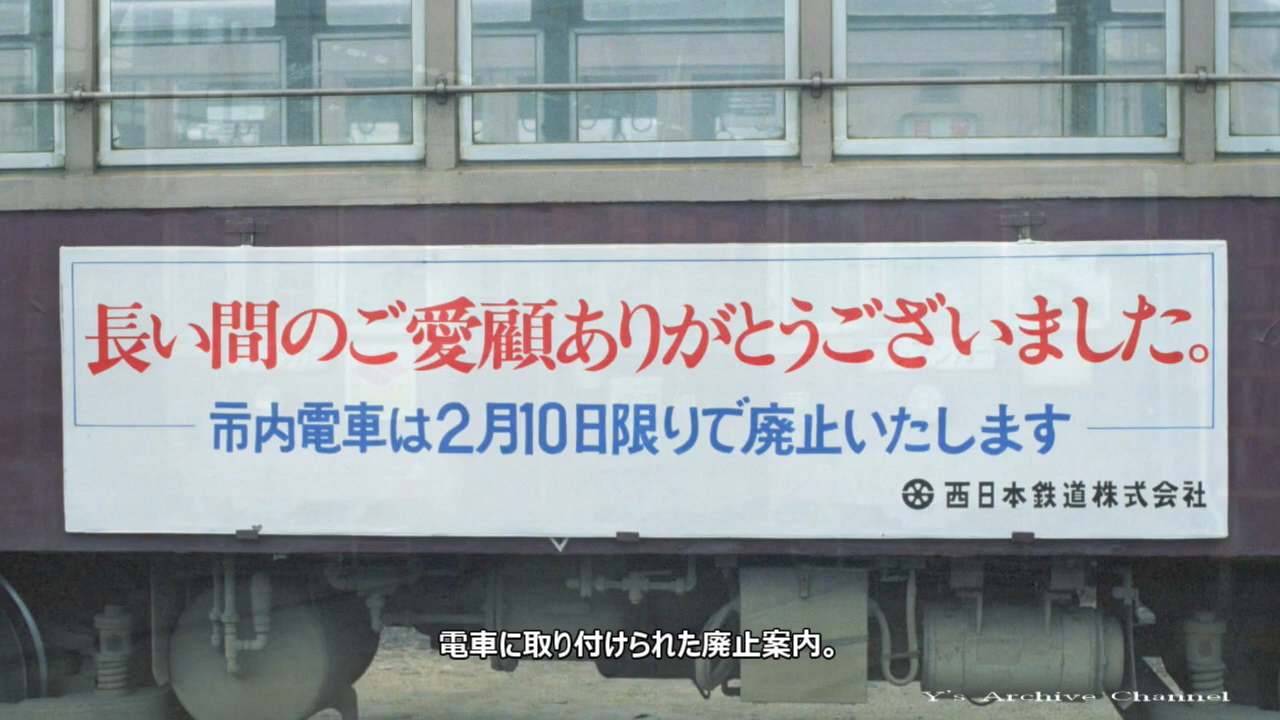 長い間のご愛顧ありがとうございました。
市内電車は2月10日限りで廃止いたします
西日本鉄道株式会社
電車に取り付けられた廃止案内。
Y's Archive Channel